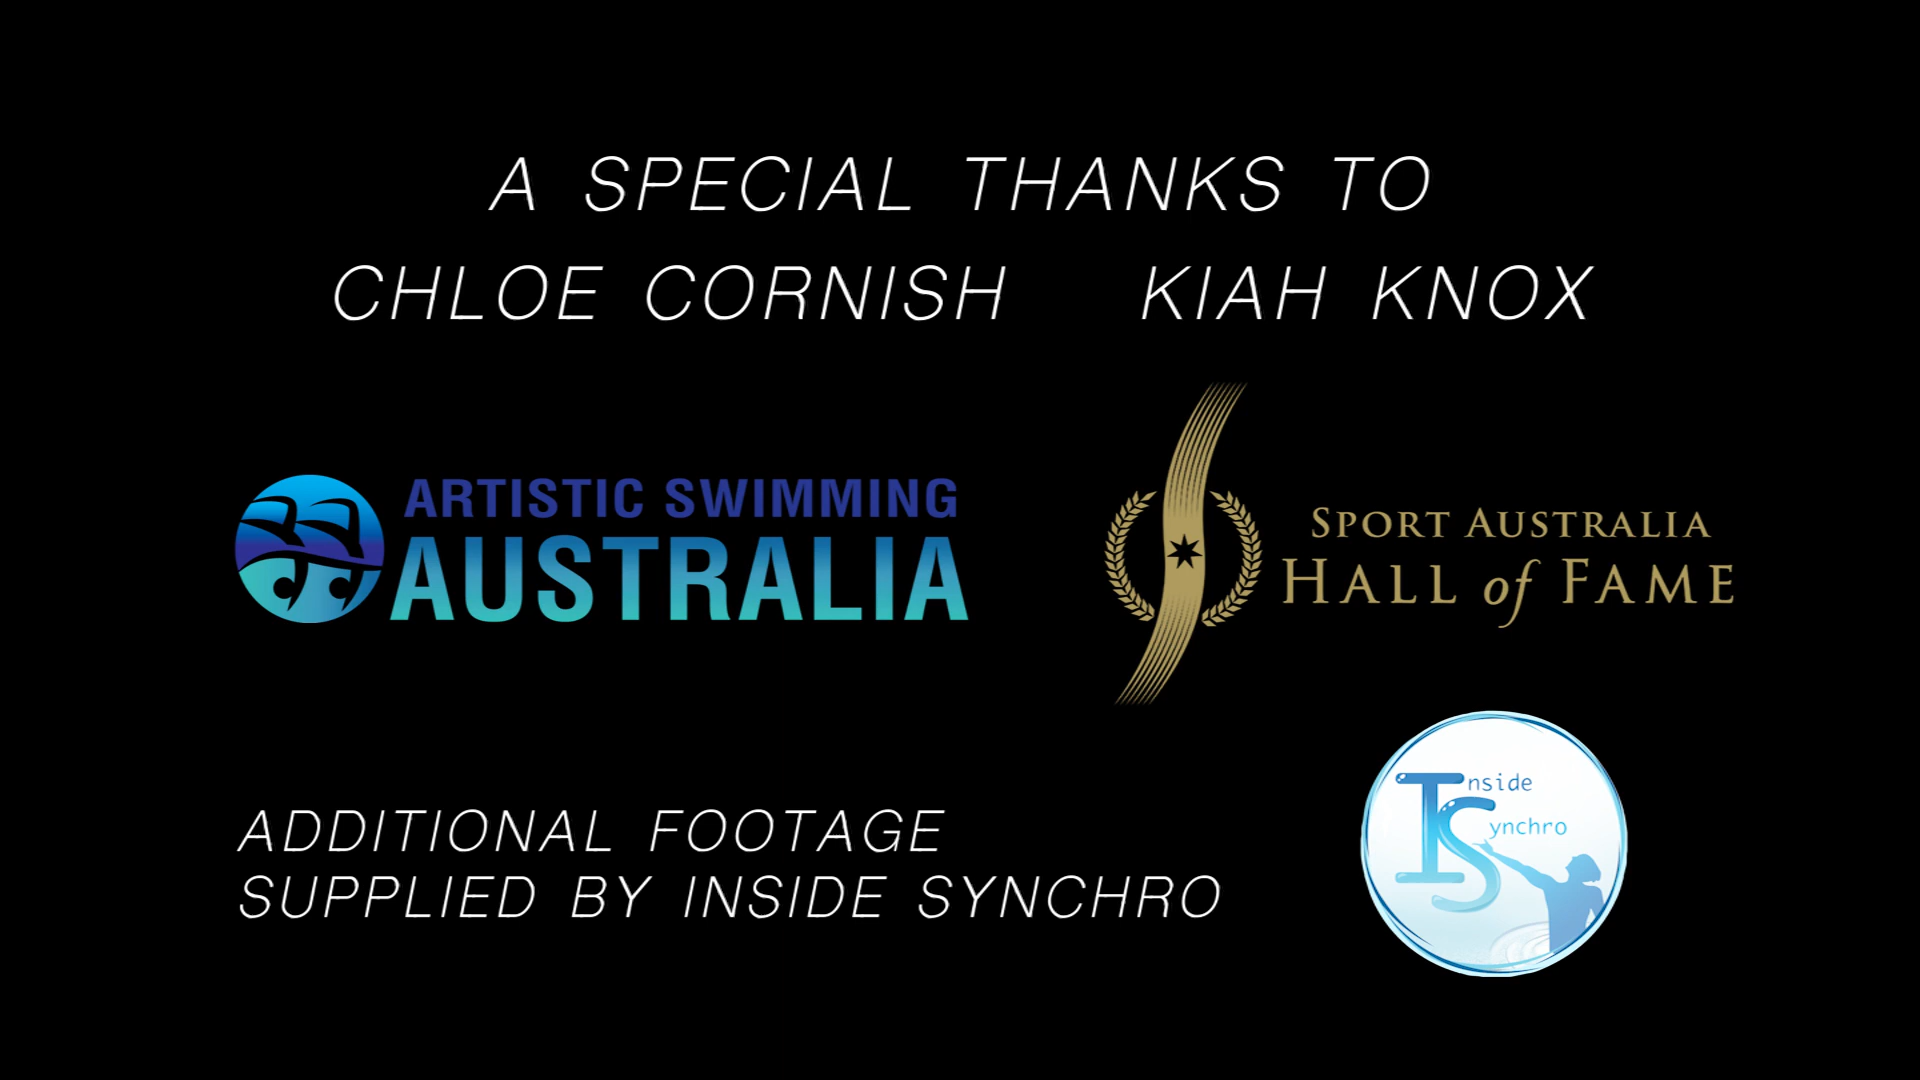 A SPECIAL THANKS TO
CHLOE CORNISH KIAH KNOX
ARTISTIC SWIMMING
AUSTRALIA
SPORT AUSTRALIA
HALL of FAME
Inside
Synchro
ADDITIONAL FOOTAGE
SUPPLIED BY INSIDE SYNCHRO